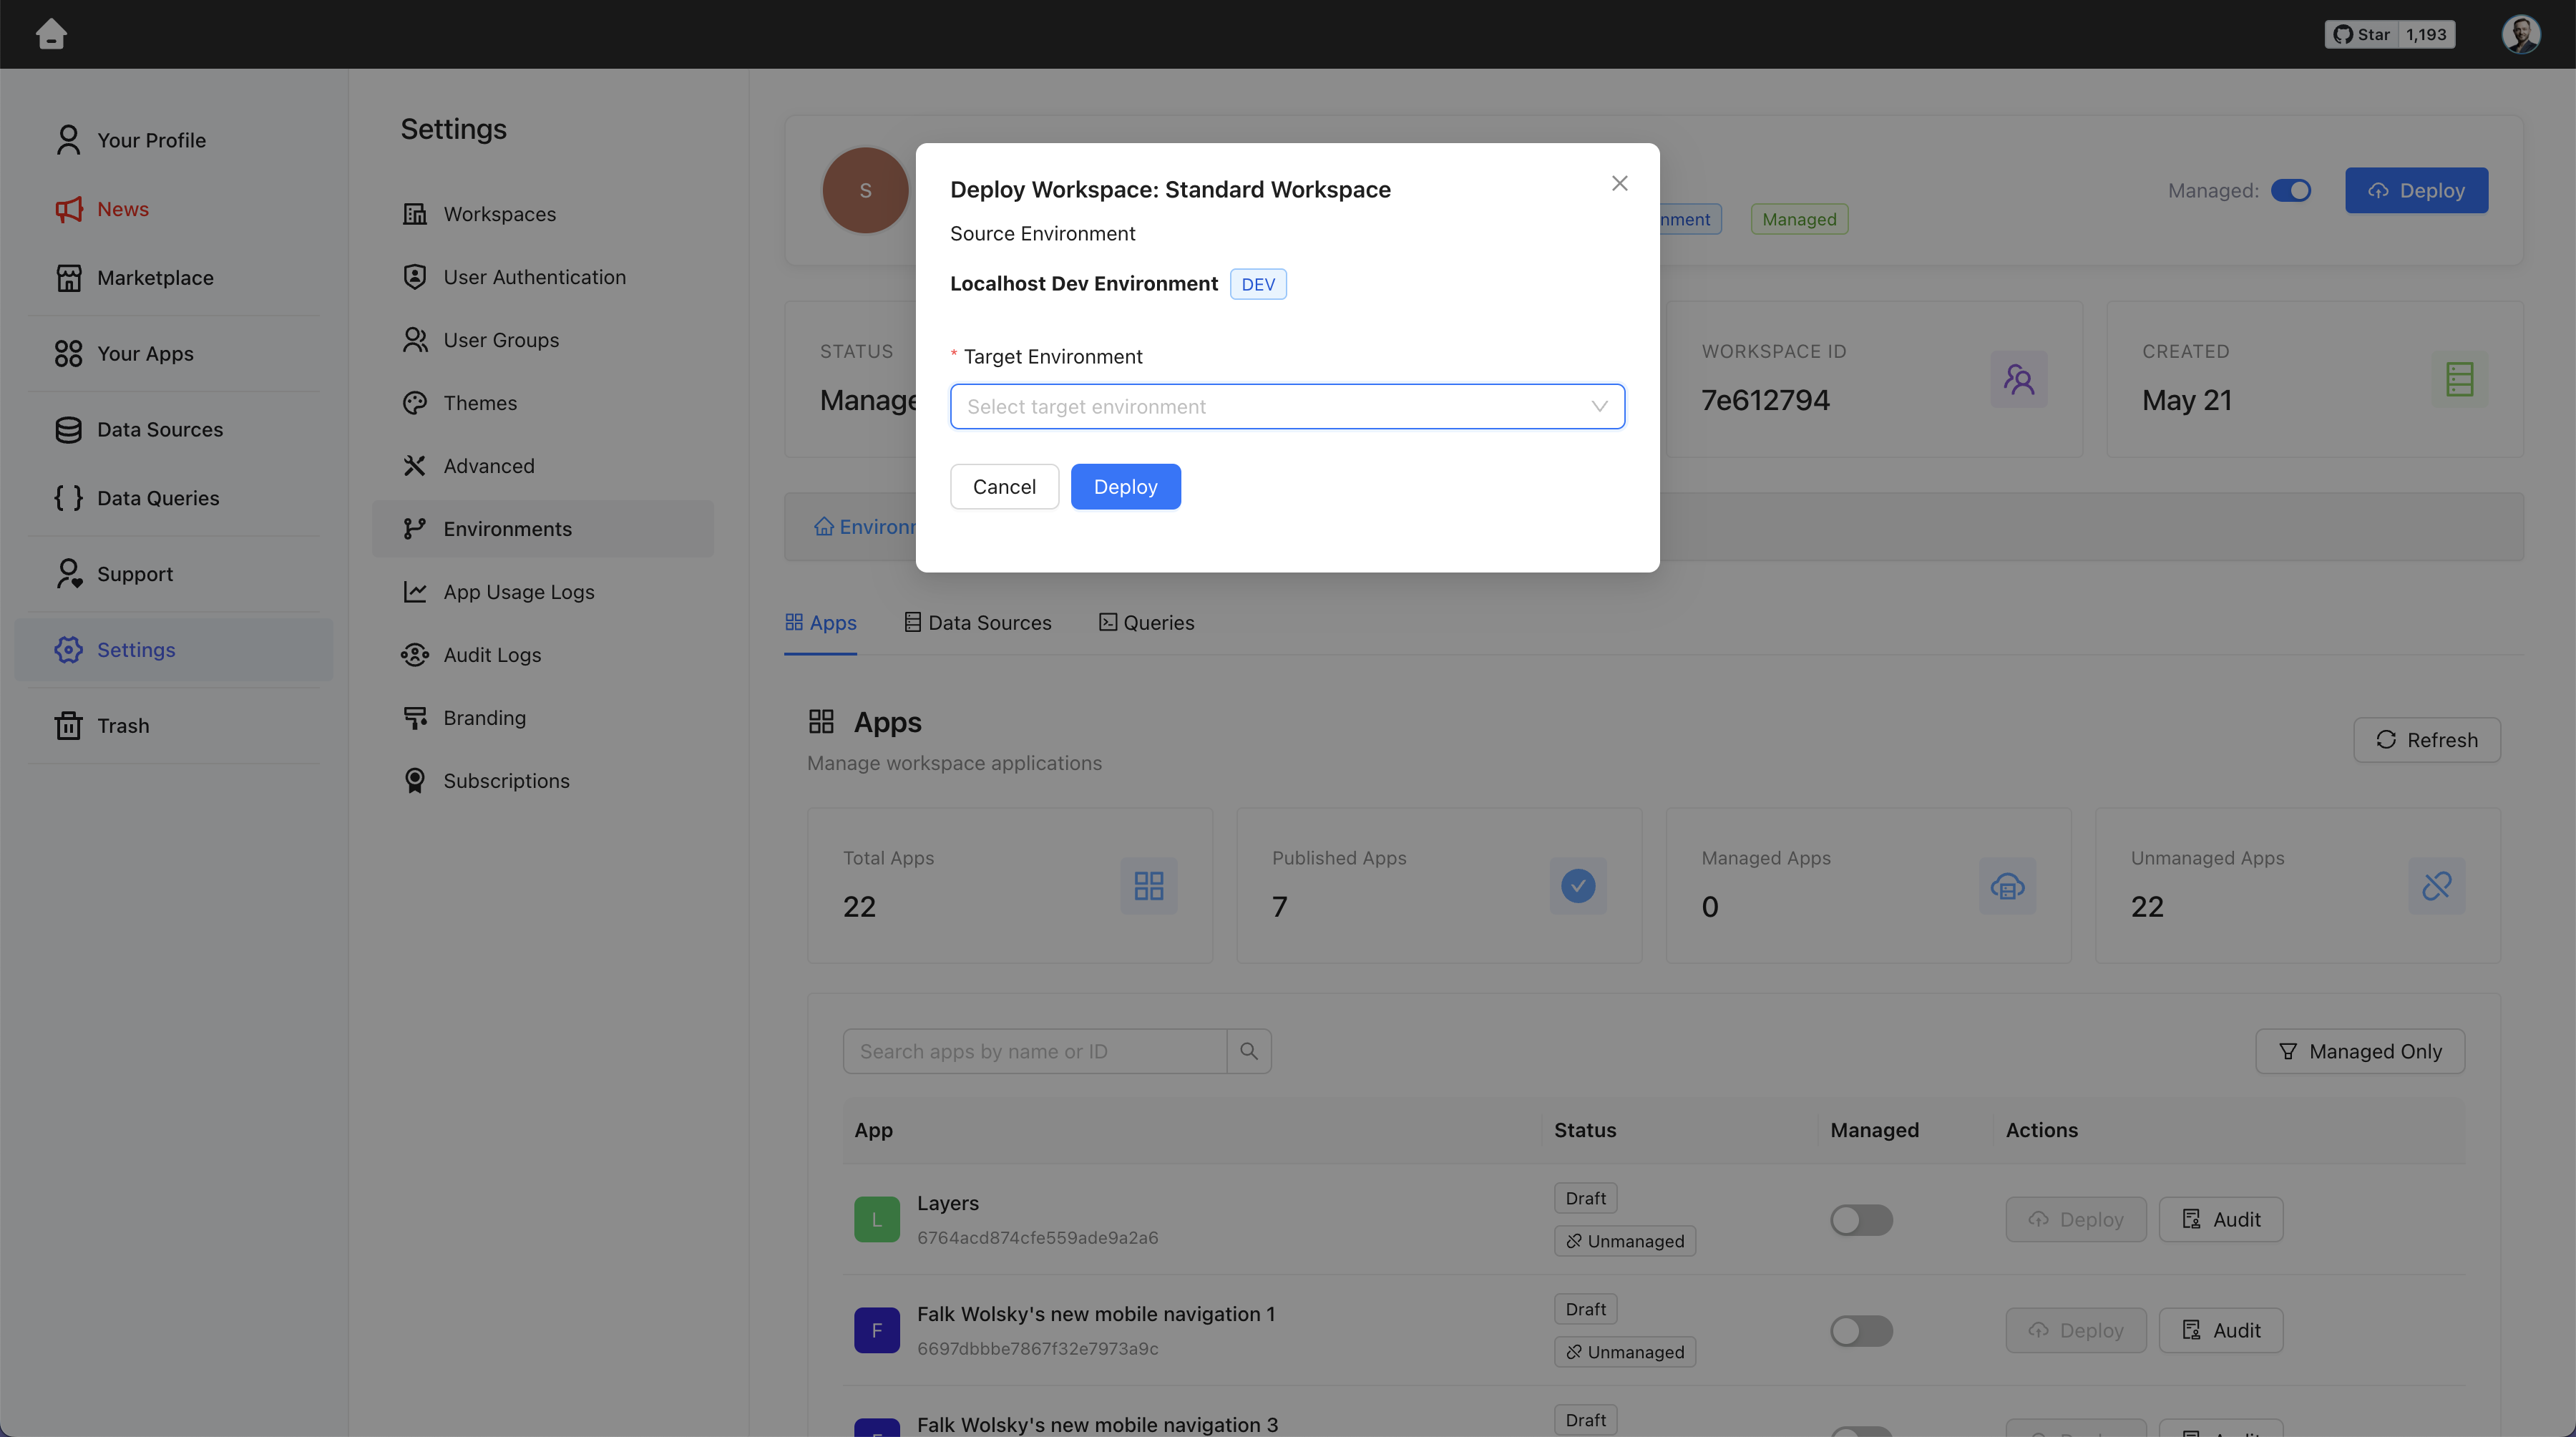 Star 1,193
Your Profile
News
Marketplace
Your Apps
Data Sources
Data Queries
{ }
Support
Settings
Trash
Settings
Workspaces
User Authentication
User Groups
Themes
Advanced
Environments
App Usage Logs
Audit Logs
Branding
Subscriptions
S
Managed
Managed:
Deploy
Deploy Workspace: Standard Workspace
Source Environment
Localhost Dev Environment DEV
* Target Environment
Select target environment
Cancel Deploy
STATUS
WORKSPACE ID
7e612794
CREATED
May 21
Apps
Data Sources
Queries
Apps
Manage workspace applications
Refresh
Total Apps
22
Published Apps
7
Managed Apps
0
Unmanaged Apps
22
Search apps by name or ID
Managed Only
App Status Managed Actions
L
Layers
6764acd874cfe559ade9a2a6
Draft
Unmanaged
Deploy
Audit
F
Falk Wolsky's new mobile navigation 1
6697dbbbe7867f32e7973a9c
Draft
Unmanaged
Deploy
Audit
Falk Wolsky's new mobile navigation 3
Draft